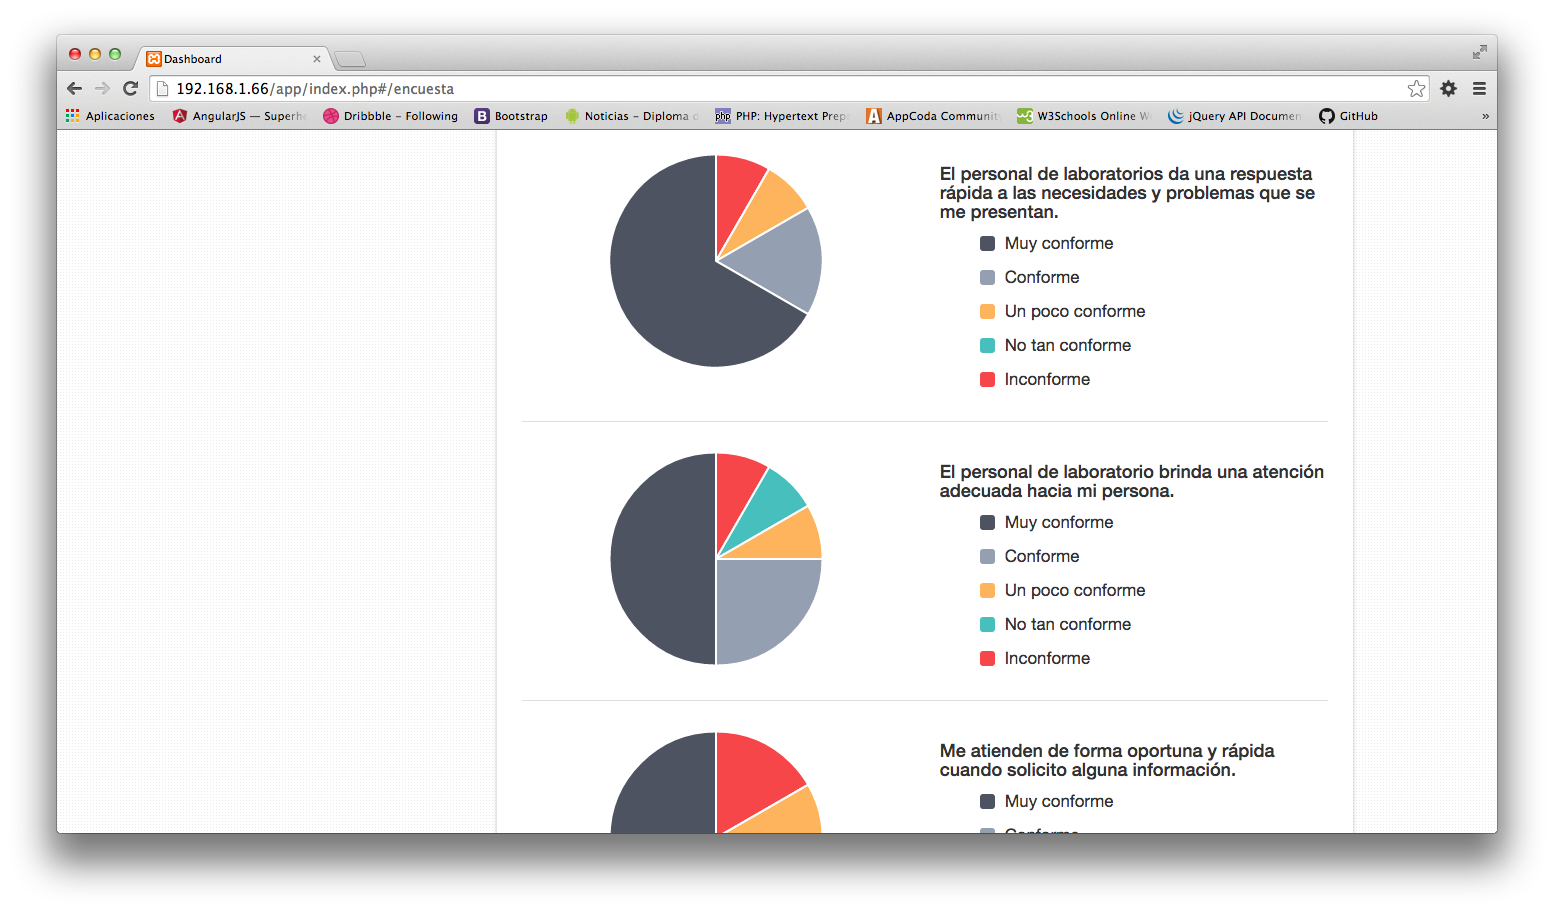 Dashboard
192.168.1.66/app/index.php#/encuesta
Aplicaciones
AngularJS — Superhe
Dribbble – Following
Bootstrap
Noticias – Diploma d
php
PHP: Hypertext Prep
AppCoda Communit
W3Schools Online W
jQuery API Documen
GitHub
»
El personal de laboratorios da una respuesta
rápida a las necesidades y problemas que se
me presentan.
Muy conforme
Conforme
Un poco conforme
No tan conforme
Inconforme
El personal de laboratorio brinda una atención
adecuada hacia mi persona.
Muy conforme
Conforme
Un poco conforme
No tan conforme
Inconforme
Me atienden de forma oportuna y rápida
cuando solicito alguna información.
Muy conforme
Conforme